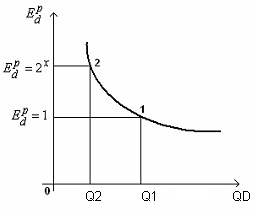 E_d^p
E_d^p = 2^x
2
E_d^p = 1
1
0
Q2
Q1
QD